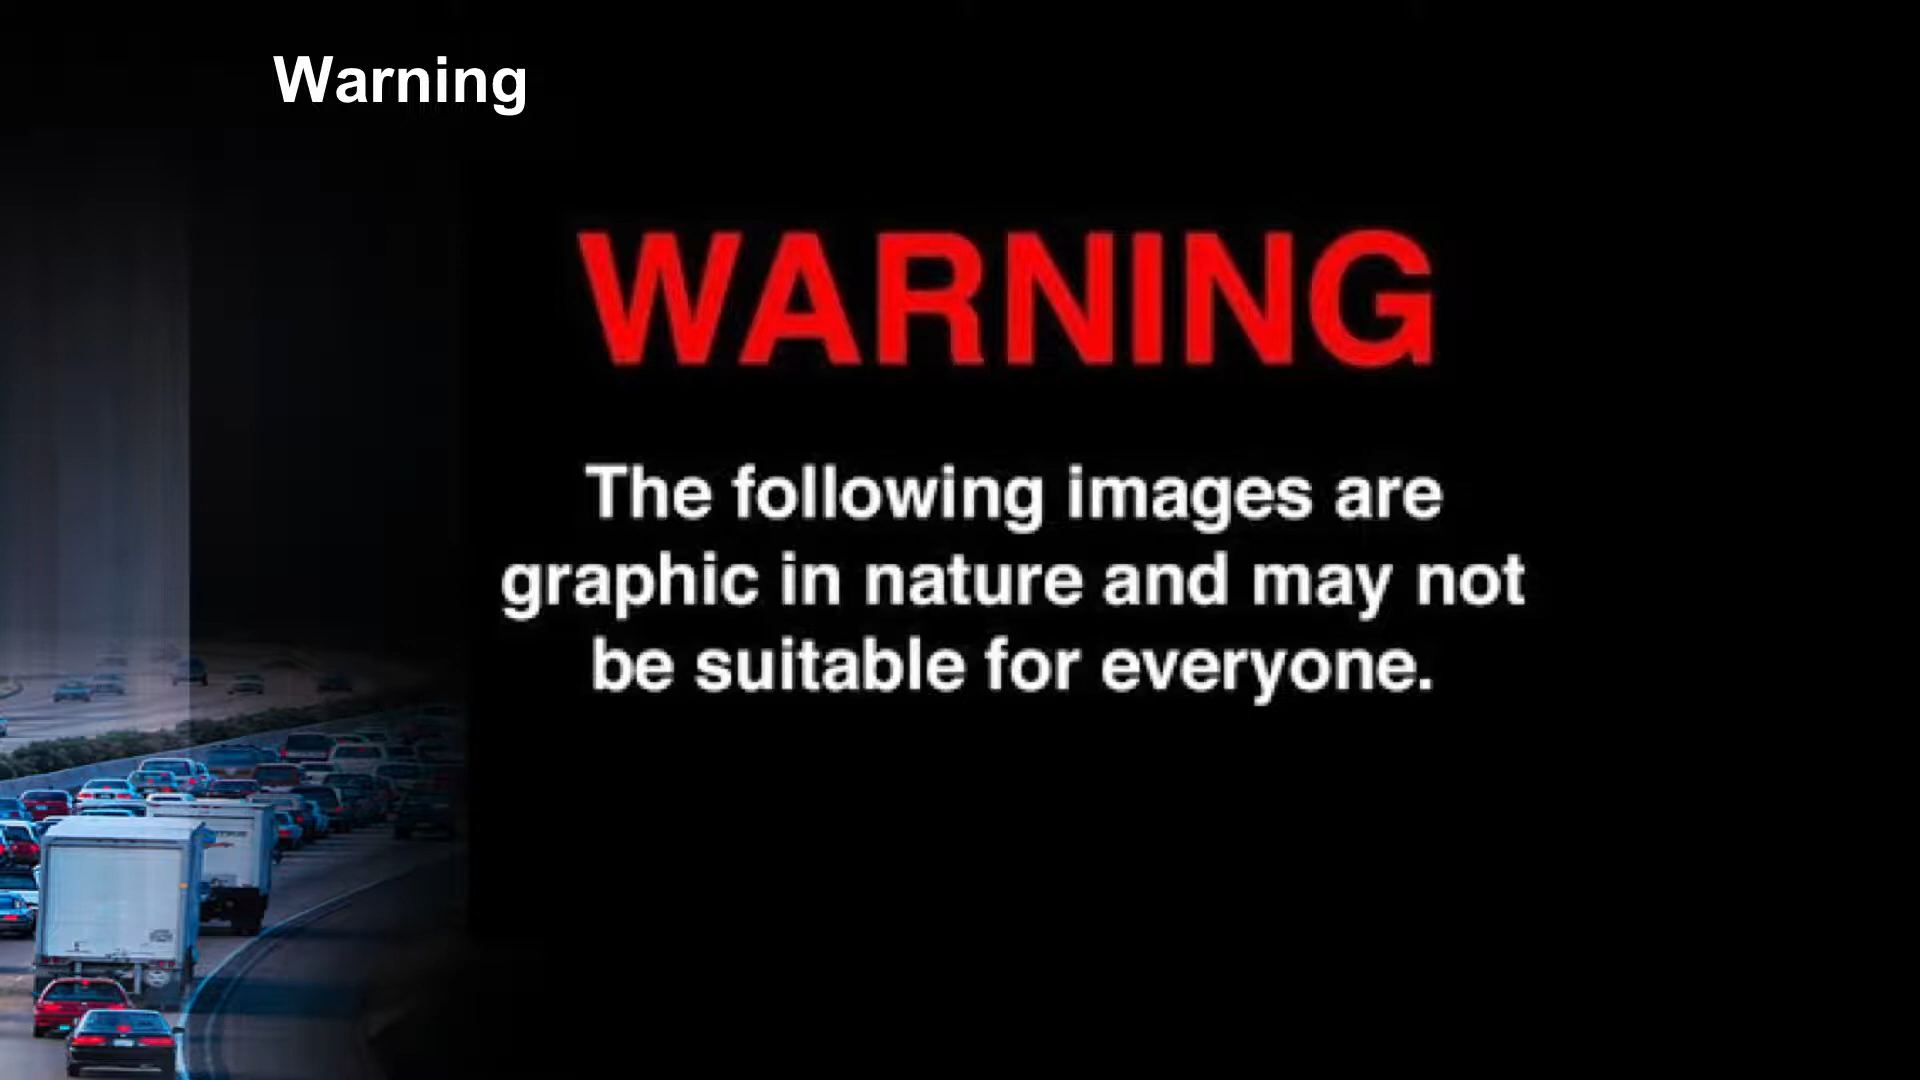 Warning
WARNING
The following images are
graphic in nature and may not
be suitable for everyone.